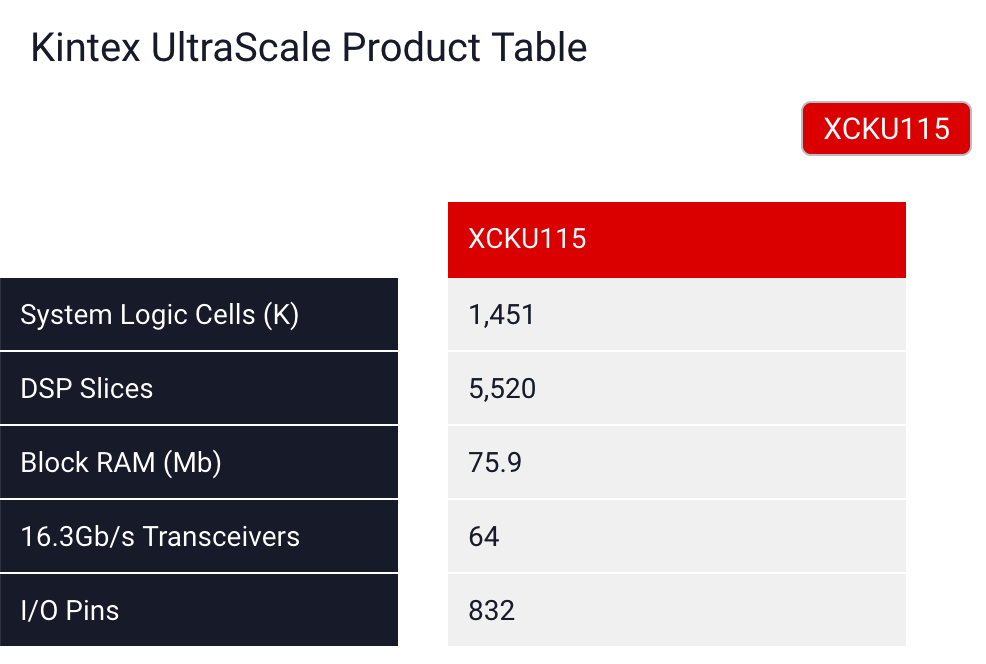 Kintex UltraScale Product Table
XCKU115
XCKU115
System Logic Cells (K) 1,451
DSP Slices 5,520
Block RAM (Mb) 75.9
16.3Gb/s Transceivers 64
I/O Pins 832